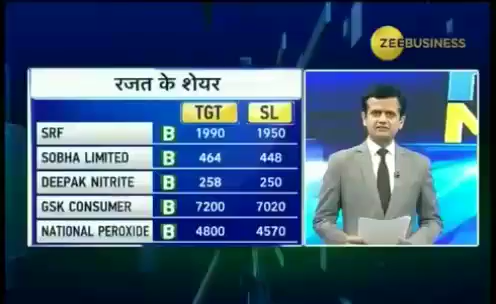 ZEEBUSINESS
रजत के शेयर
TGT SL
SRF B 1990 1950
SOBHA LIMITED B 464 448
DEEPAK NITRITE B 258 250
GSK CONSUMER B 7200 7020
NATIONAL PEROXIDE B 4800 4570
N